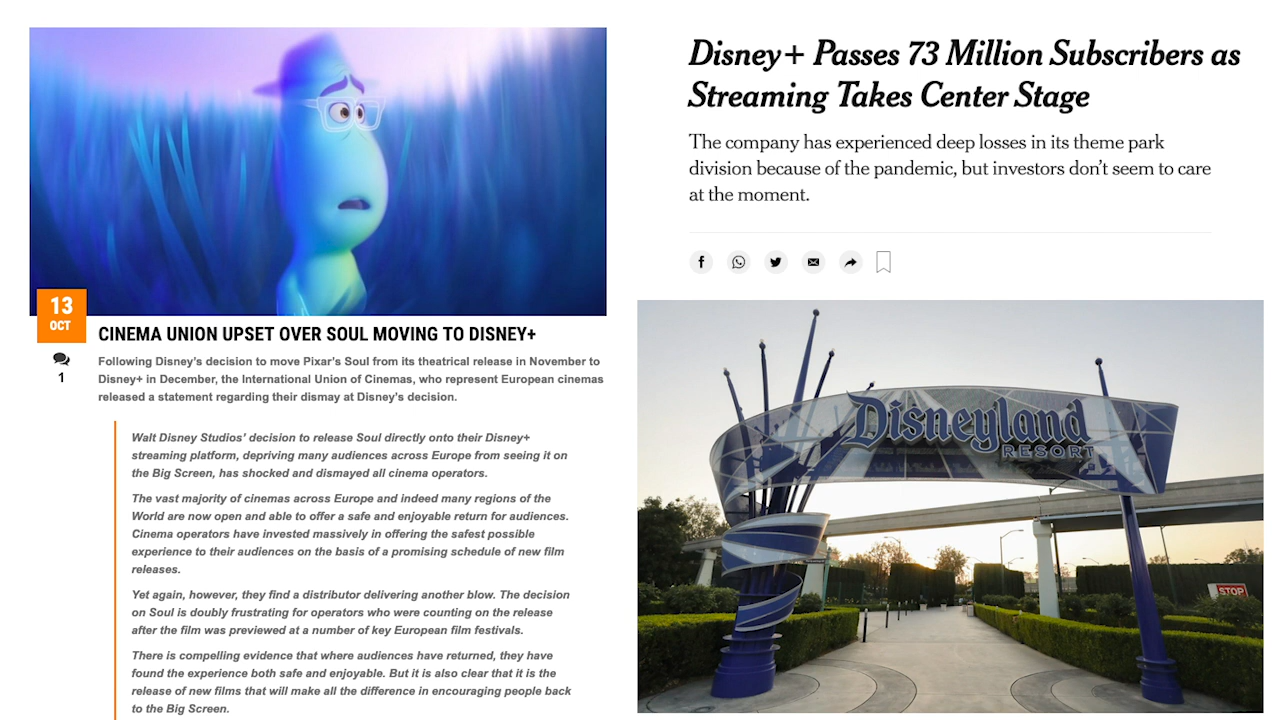 13
OCT
1
CINEMA UNION UPSET OVER SOUL MOVING TO DISNEY+
Following Disney's decision to move Pixar's Soul from its theatrical release in November to
Disney+ in December, the International Union of Cinemas, who represent European cinemas
released a statement regarding their dismay at Disney's decision.
Walt Disney Studios' decision to release Soul directly onto their Disney+
streaming platform, depriving many audiences across Europe from seeing it on
the Big Screen, has shocked and dismayed all cinema operators.
The vast majority of cinemas across Europe and indeed many regions of the
World are now open and able to offer a safe and enjoyable return for audiences.
Cinema operators have invested massively in offering the safest possible
experience to their audiences on the basis of a promising schedule of new film
releases.
Yet again, however, they find a distributor delivering another blow. The decision
on Soul is doubly frustrating for operators who were counting on the release
after the film was previewed at a number of key European film festivals.
There is compelling evidence that where audiences have returned, they have
found the experience both safe and enjoyable. But it is also clear that it is the
release of new films that will make all the difference in encouraging people back
to the Big Screen.
Disney+ Passes 73 Million Subscribers as
Streaming Takes Center Stage
The company has experienced deep losses in its theme park
division because of the pandemic, but investors don't seem to care
at the moment.
Disneyland
RESORT
STOP